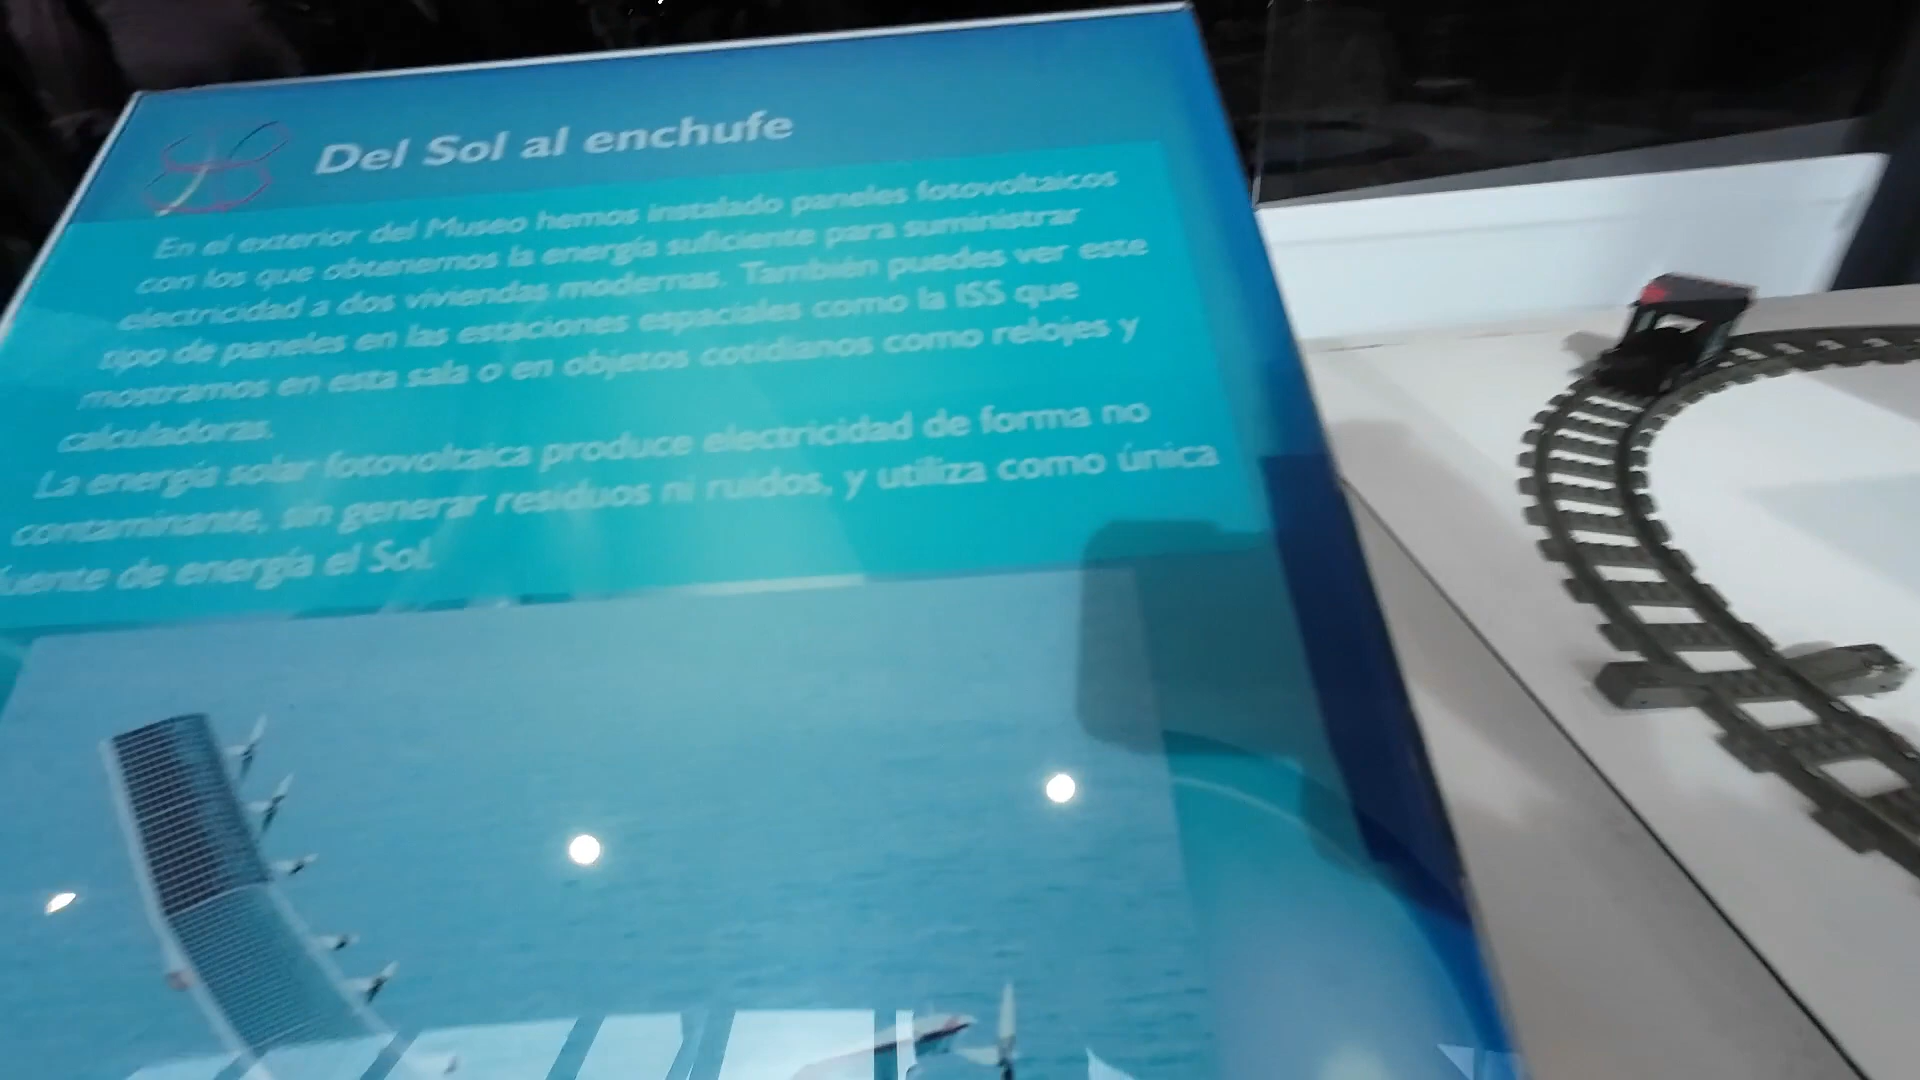 Del Sol al enchufe
En el exterior del Museo hemos instalado paneles fotovoltaicos
con los que obtenemos la energía suficiente para suministrar
electricidad a dos viviendas modernas. También puedes ver este
tipo de paneles en las estaciones espaciales como la ISS que
mostramos en esta sala o en objetos cotidianos como relojes y
calculadoras.
La energía solar fotovoltaica produce electricidad de forma no
contaminante, sin generar residuos ni ruidos, y utiliza como única
fuente de energía el Sol.